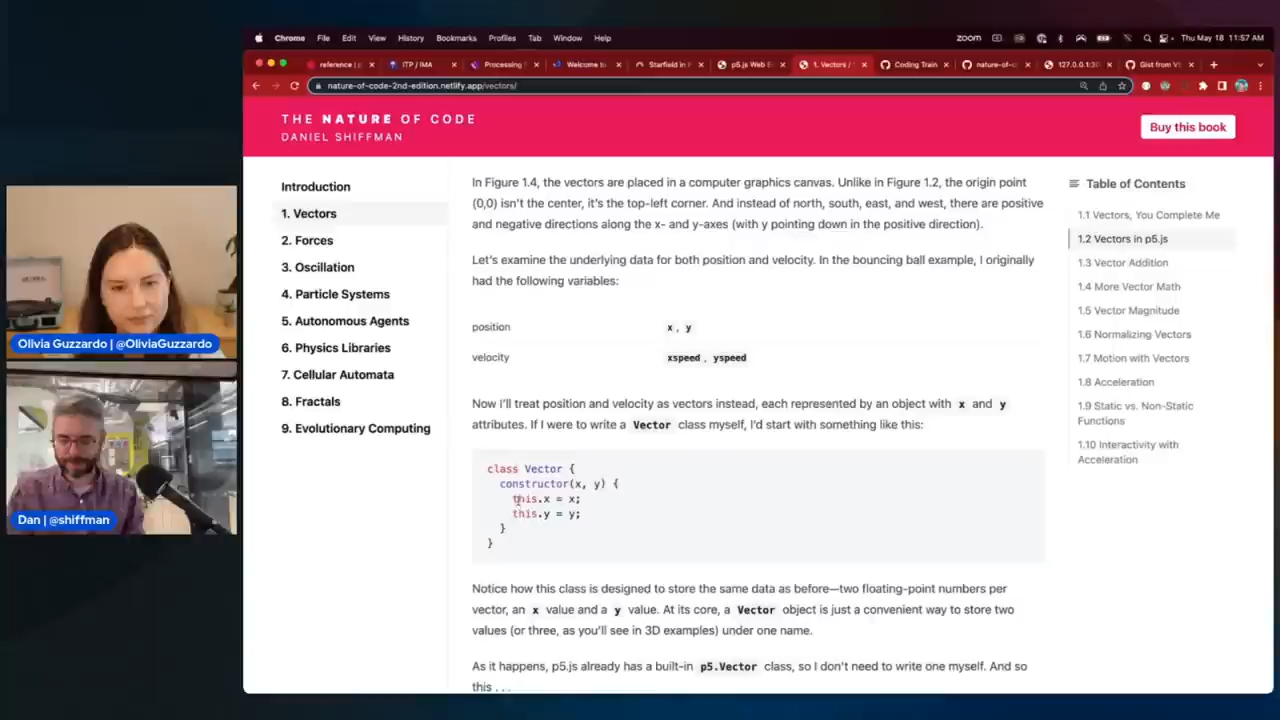 Chrome File Edit View History Bookmarks Profiles Tab Window Help
zoom Thu May 18 11:57 AM
reference | p ITP / IMA Processing Welcome to Starfield in P p5.js Web E 1. Vectors / Coding Train nature-of-c 127.0.0.1:30 Gist from VS
nature-of-code-2nd-edition.netlify.app/vectors/
THE NATURE OF CODE
DANIEL SHIFFMAN
Buy this book
Introduction
1. Vectors
2. Forces
3. Oscillation
4. Particle Systems
5. Autonomous Agents
6. Physics Libraries
7. Cellular Automata
8. Fractals
9. Evolutionary Computing
In Figure 1.4, the vectors are placed in a computer graphics canvas. Unlike in Figure 1.2, the origin point
(0,0) isn't the center, it's the top-left corner. And instead of north, south, east, and west, there are positive
and negative directions along the x- and y-axes (with y pointing down in the positive direction).
Let's examine the underlying data for both position and velocity. In the bouncing ball example, I originally
had the following variables:
position x , y
velocity xspeed , yspeed
Now I'll treat position and velocity as vectors instead, each represented by an object with x and y
attributes. If I were to write a Vector class myself, I'd start with something like this:
class Vector {
constructor(x, y) {
this.x = x;
this.y = y;
}
}
Notice how this class is designed to store the same data as before—two floating-point numbers per
vector, an x value and a y value. At its core, a Vector object is just a convenient way to store two
values (or three, as you'll see in 3D examples) under one name.
As it happens, p5.js already has a built-in p5.Vector class, so I don't need to write one myself. And so
this . . .
Table of Contents
1.1 Vectors, You Complete Me
1.2 Vectors in p5.js
1.3 Vector Addition
1.4 More Vector Math
1.5 Vector Magnitude
1.6 Normalizing Vectors
1.7 Motion with Vectors
1.8 Acceleration
1.9 Static vs. Non-Static
Functions
1.10 Interactivity with
Acceleration
Olivia Guzzardo | @OliviaGuzzardo
Dan | @shiffman